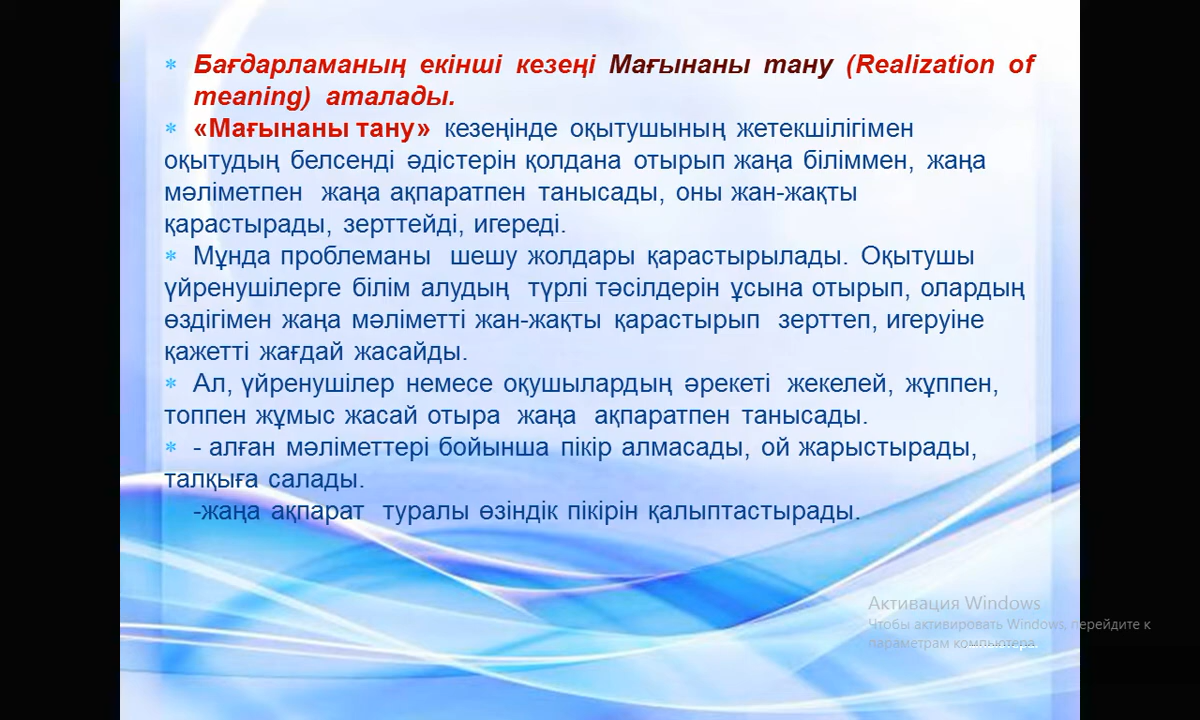 * Бағдарламаның екінші кезеңі Мағынаны тану (Realization of
meaning) аталады.
* «Мағынаны тану» кезеңінде оқытушының жетекшілігімен
оқытудың белсенді әдістерін қолдана отырып жаңа біліммен, жаңа
мәліметпен жаңа ақпаратпен танысады, оны жан-жақты
қарастырады, зерттейді, игереді.
* Мұнда проблеманы шешу жолдары қарастырылады. Оқытушы
үйренушілерге білім алудың түрлі тәсілдерін ұсына отырып, олардың
өздігімен жаңа мәліметті жан-жақты қарастырып зерттеп, игеруіне
қажетті жағдай жасайды.
* Ал, үйренушілер немесе оқушылардың әрекеті жекелей, жұппен,
топпен жұмыс жасай отыра жаңа ақпаратпен танысады.
* - алған мәліметтері бойынша пікір алмасады, ой жарыстырады,
талқыға салады.
-жаңа ақпарат туралы өзіндік пікірін қалыптастырады.
Активация Windows
Чтобы активировать Windows, перейдите к
параметрам компьютера.